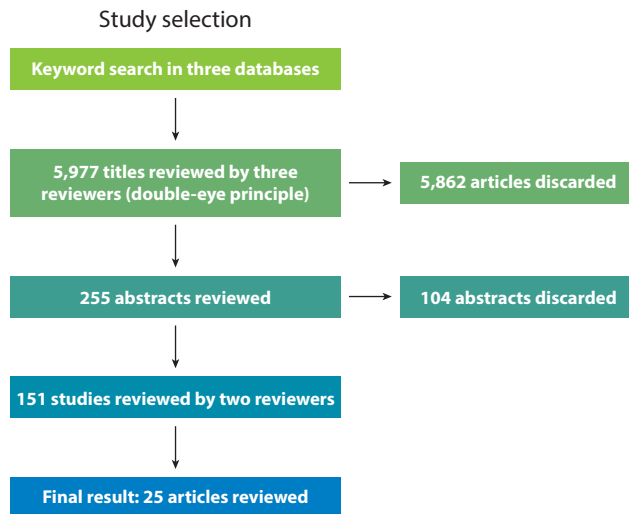 Study selection
Keyword search in three databases
5,977 titles reviewed by three
reviewers (double-eye principle)
5,862 articles discarded
255 abstracts reviewed
104 abstracts discarded
151 studies reviewed by two reviewers
Final result: 25 articles reviewed